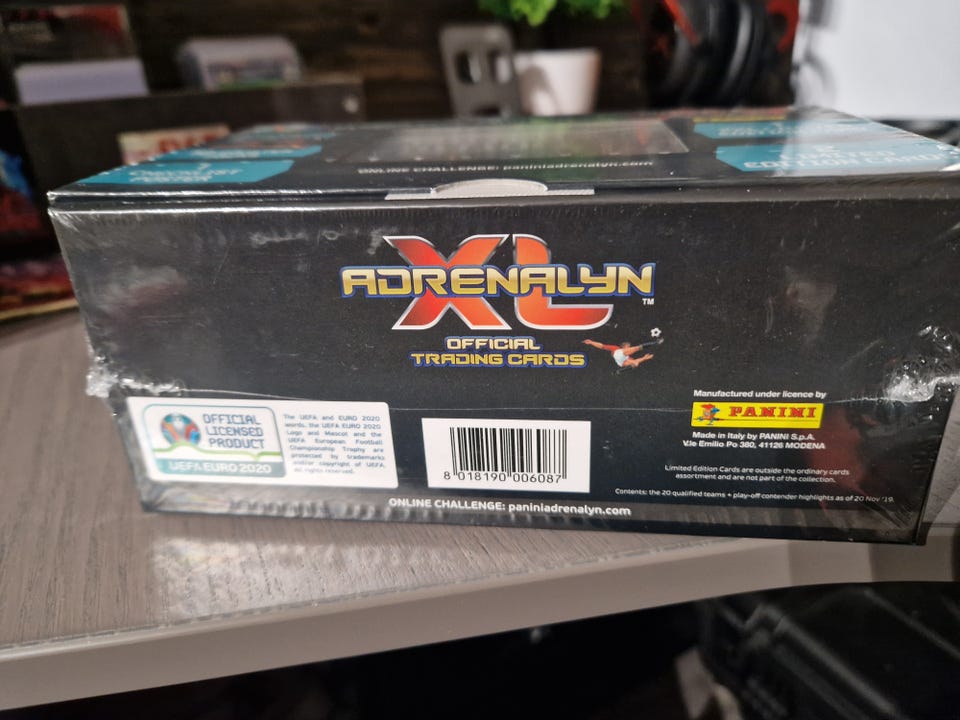 CHECKLIST
ONLINE CHALLENGE: paniniadrenalyn.com
XL
ADRENALYN
™
OFFICIAL
TRADING CARDS
OFFICIAL
LICENSED
PRODUCT
UEFA EURO 2020
The UEFA and EURO 2020
words, the UEFA EURO 2020
Logo and Mascot and the
UEFA European Football
Championship Trophy are
protected by trademarks
and/or copyright of UEFA.
All rights reserved.
8 018190 006087
Manufactured under licence by
PANINI
Made in Italy by PANINI S.p.A.
V.le Emilio Po 380, 41126 MODENA
Limited Edition Cards are outside the ordinary cards
assortment and are not part of the collection.
Contents: the 20 qualified teams + play-off contender highlights as of 20 Nov '19.
ONLINE CHALLENGE: paniniadrenalyn.com